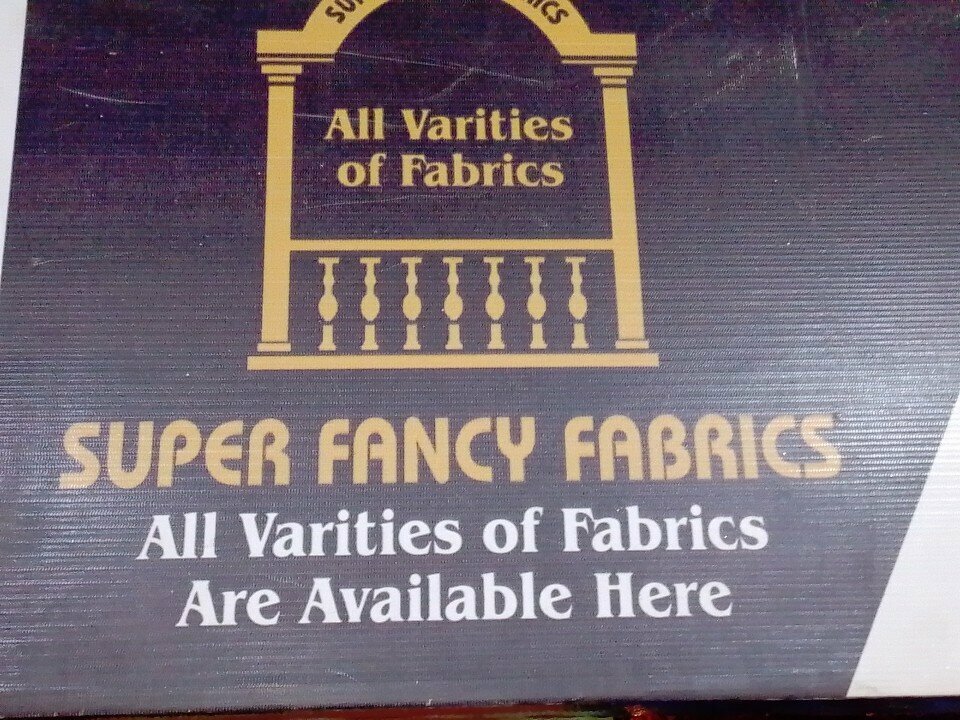 All Varities
of Fabrics
SUPER FANCY FABRICS
All Varities of Fabrics
Are Available Here